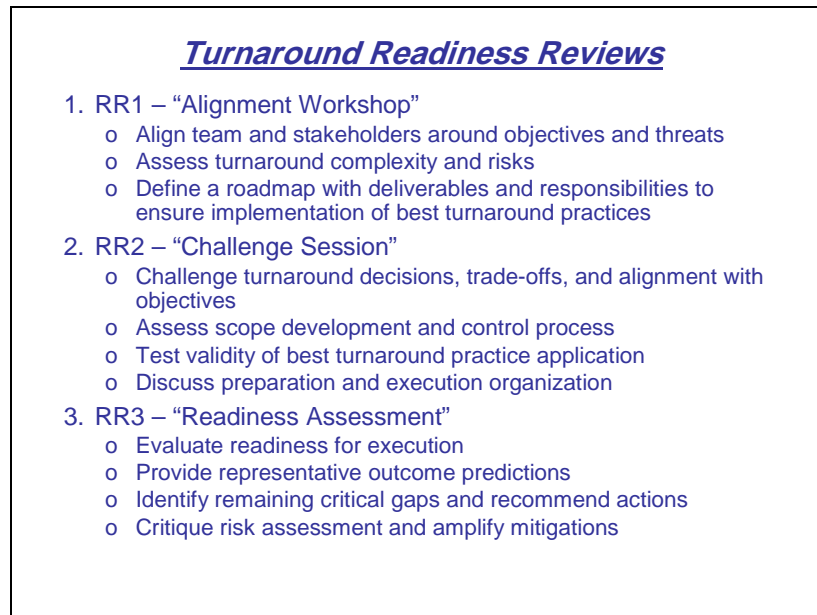 Turnaround Readiness Reviews
1. RR1 – “Alignment Workshop”
o Align team and stakeholders around objectives and threats
o Assess turnaround complexity and risks
o Define a roadmap with deliverables and responsibilities to
ensure implementation of best turnaround practices
2. RR2 – “Challenge Session”
o Challenge turnaround decisions, trade-offs, and alignment with
objectives
o Assess scope development and control process
o Test validity of best turnaround practice application
o Discuss preparation and execution organization
3. RR3 – “Readiness Assessment”
o Evaluate readiness for execution
o Provide representative outcome predictions
o Identify remaining critical gaps and recommend actions
o Critique risk assessment and amplify mitigations